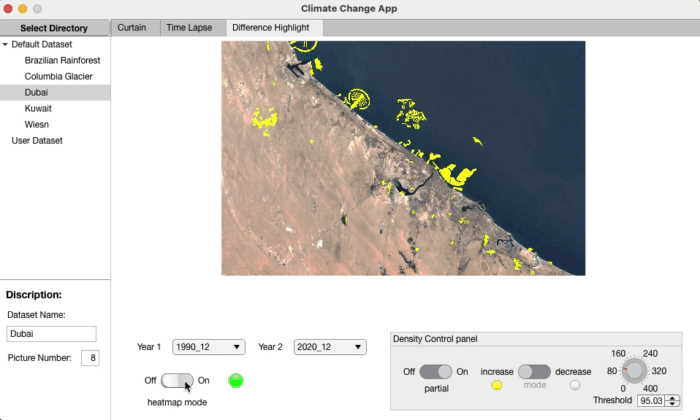 Climate Change App
Select Directory
Curtain
Time Lapse
Difference Highlight
Default Dataset
Brazilian Rainforest
Columbia Glacier
Dubai
Kuwait
Wiesn
User Dataset
Discription:
Dataset Name:
Dubai
Picture Number: 8
Year 1 1990_12 Year 2 2020_12
Off On
heatmap mode
Density Control panel
Off On
partial
increase decrease
mode
160 240
80 320
0 400
Threshold 95.03